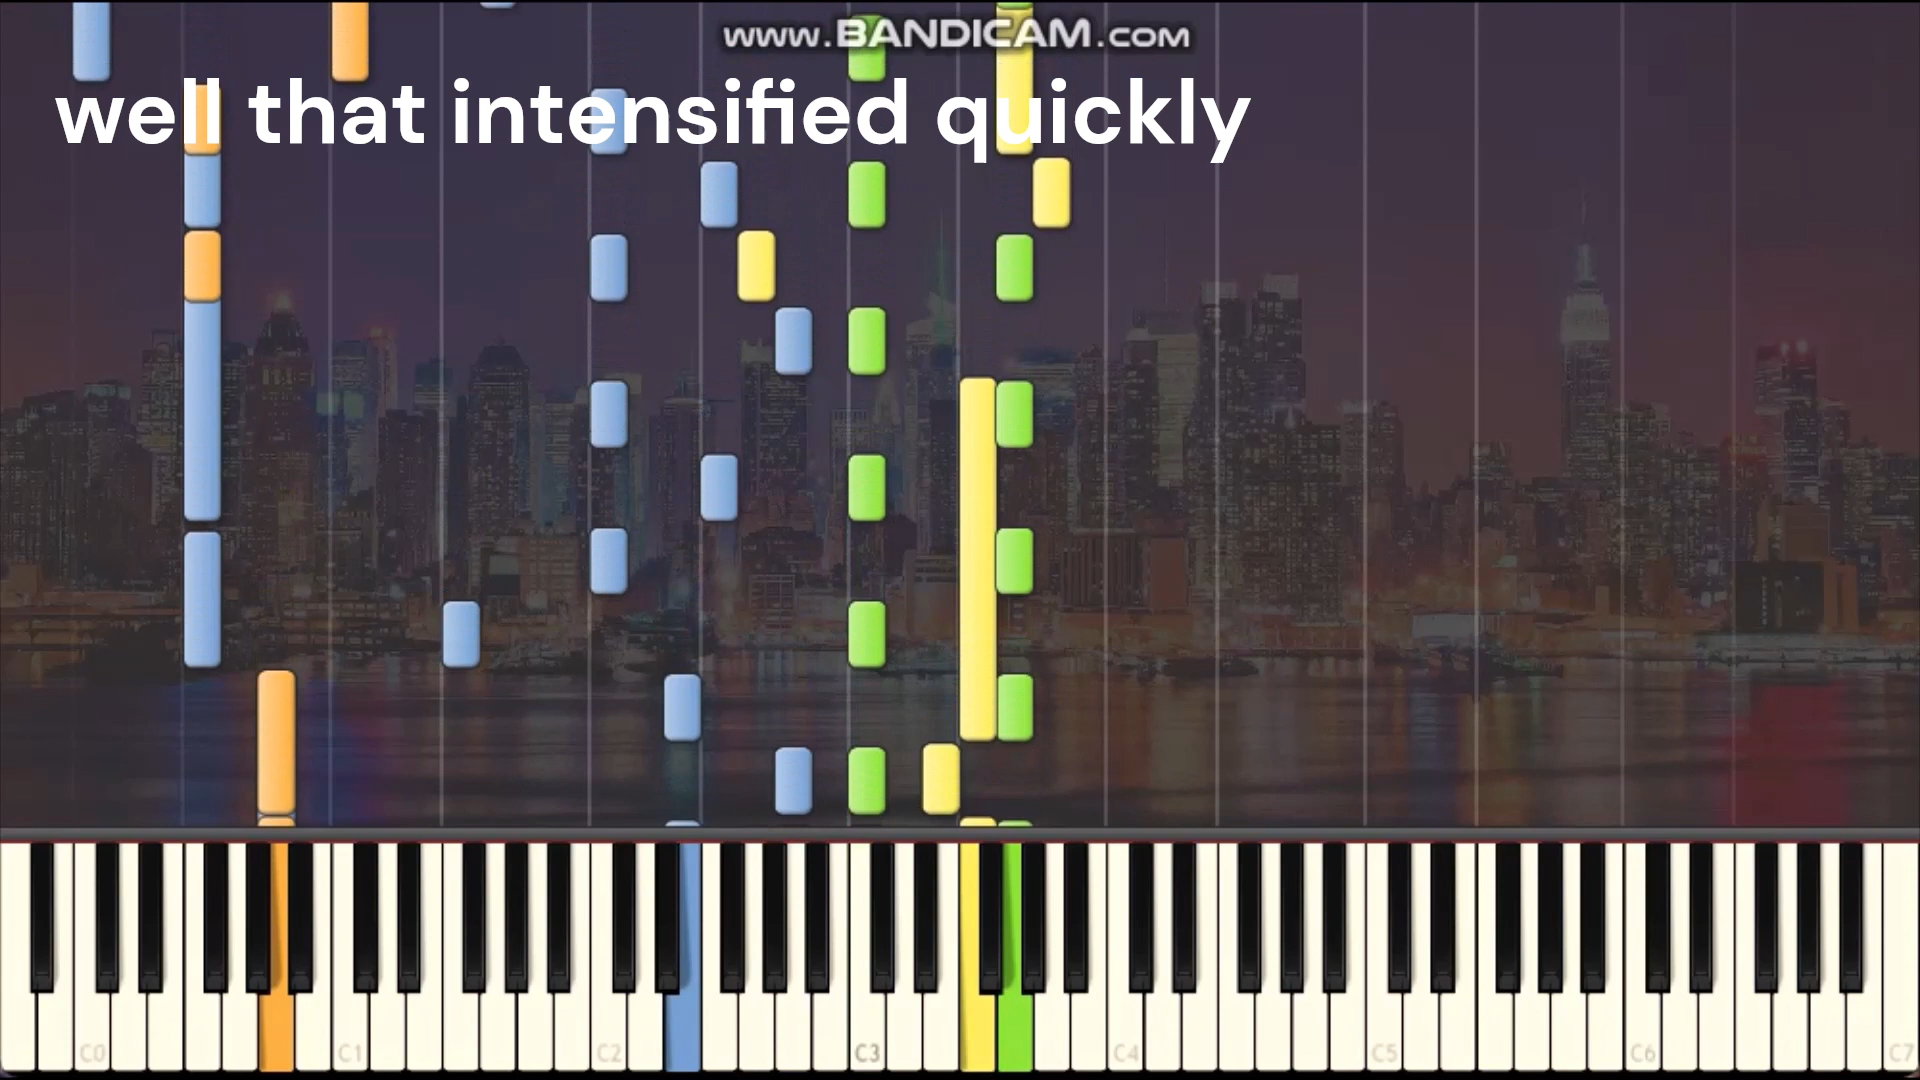 www.BANDICAM.com
well that intensified quickly
C0 C1 C2 C3 C4 C5 C6 C7